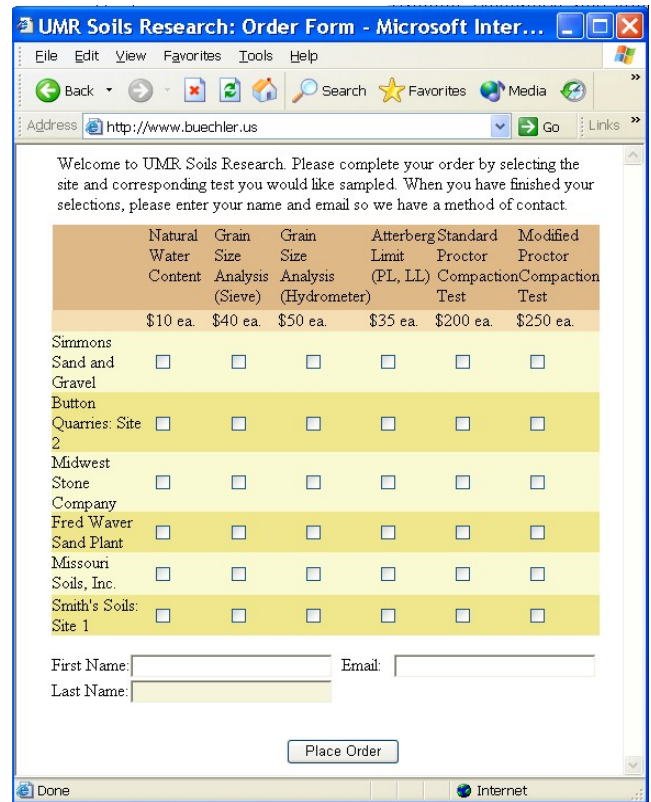 UMR Soils Research: Order Form - Microsoft Inter...
File Edit View Favorites Tools Help
Back Search Favorites Media
Address http://www.buechler.us Go Links
Welcome to UMR Soils Research. Please complete your order by selecting the
site and corresponding test you would like sampled. When you have finished your
selections, please enter your name and email so we have a method of contact.
Natural Grain Grain Atterberg Standard Modified
Water Size Size Limit Proctor Proctor
Content Analysis Analysis (PL, LL) Compaction Compaction
(Sieve) (Hydrometer) Test Test
$10 ea. $40 ea. $50 ea. $35 ea. $200 ea. $250 ea.
Simmons
Sand and
Gravel
Button
Quarries: Site
2
Midwest
Stone
Company
Fred Waver
Sand Plant
Missouri
Soils, Inc.
Smith's Soils:
Site 1
First Name: Email:
Last Name:
Place Order
Done Internet